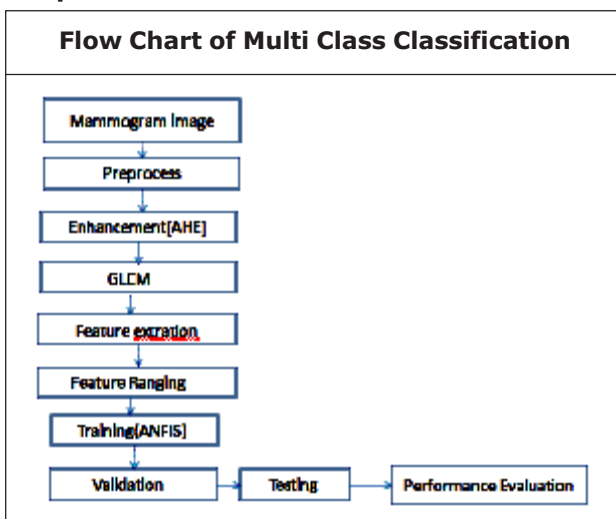 Flow Chart of Multi Class Classification
Mammogram Image
Preprocess
Enhancement[AHE]
GLCM
Feature extration
Feature Ranging
Training[ANFIS]
Validation
Testing
Performance Evaluation